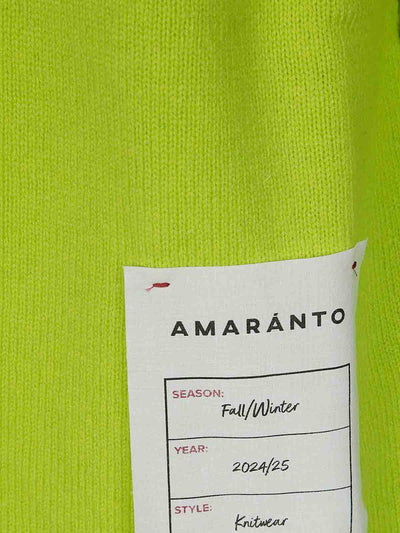 AMARÁNTO
SEASON:
Fall/Winter
YEAR:
2024/25
STYLE:
Knitwear